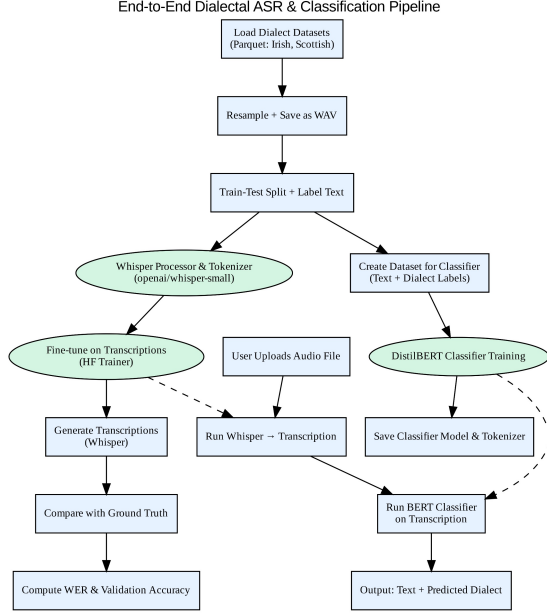 End-to-End Dialectal ASR & Classification Pipeline
Load Dialect Datasets
(Parquet: Irish, Scottish)
Resample + Save as WAV
Train-Test Split + Label Text
Whisper Processor & Tokenizer
(openai/whisper-small)
Create Dataset for Classifier
(Text + Dialect Labels)
Fine-tune on Transcriptions
(HF Trainer)
User Uploads Audio File
DistilBERT Classifier Training
Generate Transcriptions
(Whisper)
Run Whisper → Transcription
Save Classifier Model & Tokenizer
Compare with Ground Truth
Run BERT Classifier
on Transcription
Compute WER & Validation Accuracy
Output: Text + Predicted Dialect